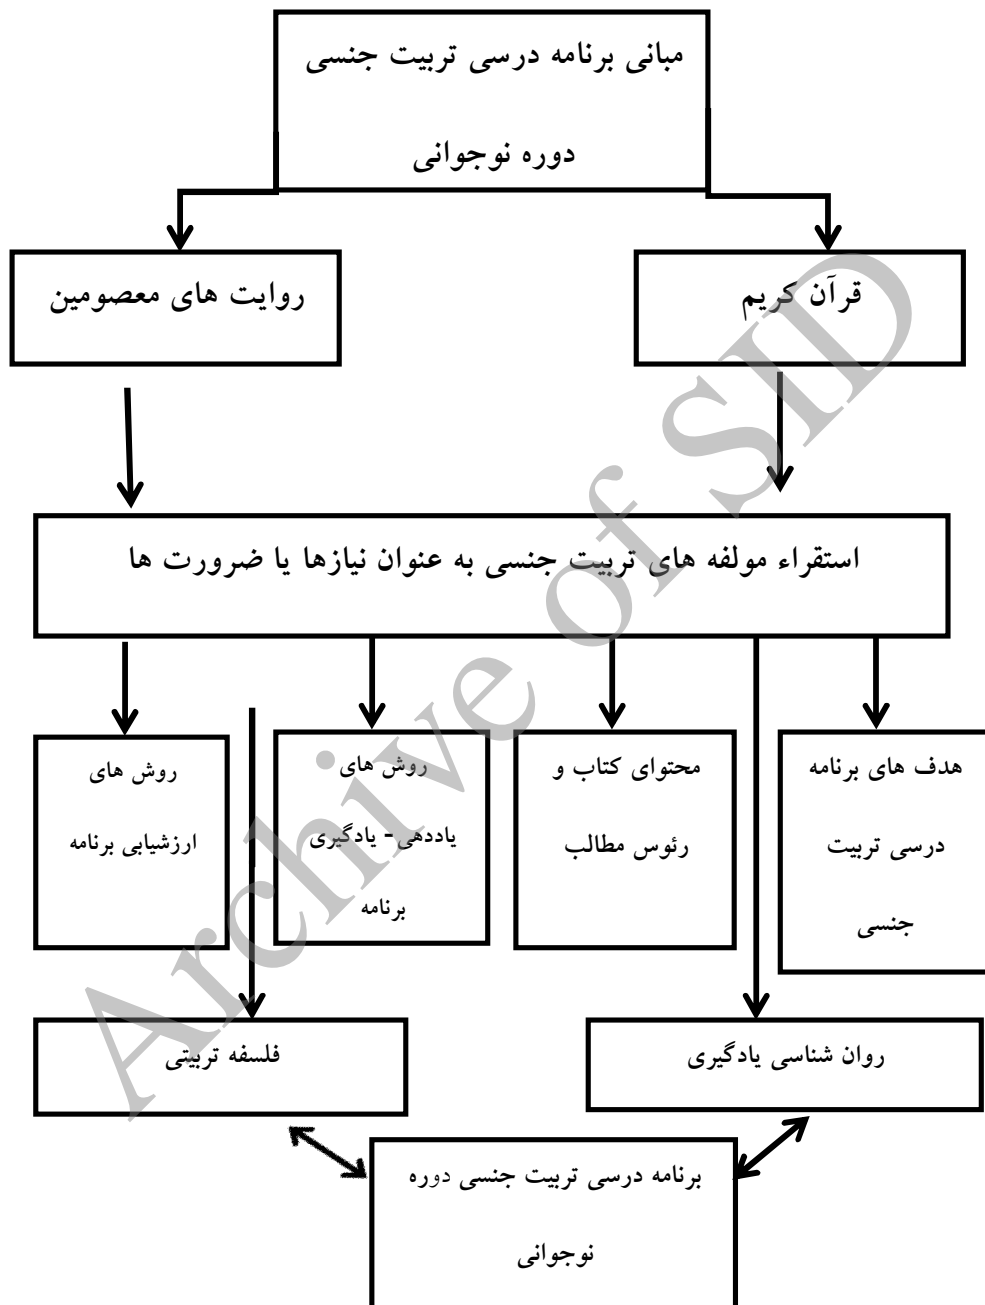 مبانی برنامه درسی تربیت جنسی
دوره نوجوانی
قرآن کریم
روایت های معصومین
استقراء مولفه های تربیت جنسی به عنوان نیازها یا ضرورت ها
هدف های برنامه
درسی تربیت
جنسی
محتوای کتاب و
رئوس مطالب
روش های
یاددهی- یادگیری
برنامه
روش های
ارزشیابی برنامه
روان شناسی یادگیری
فلسفه تربیتی
برنامه درسی تربیت جنسی دوره
نوجوانی
Archive of SID